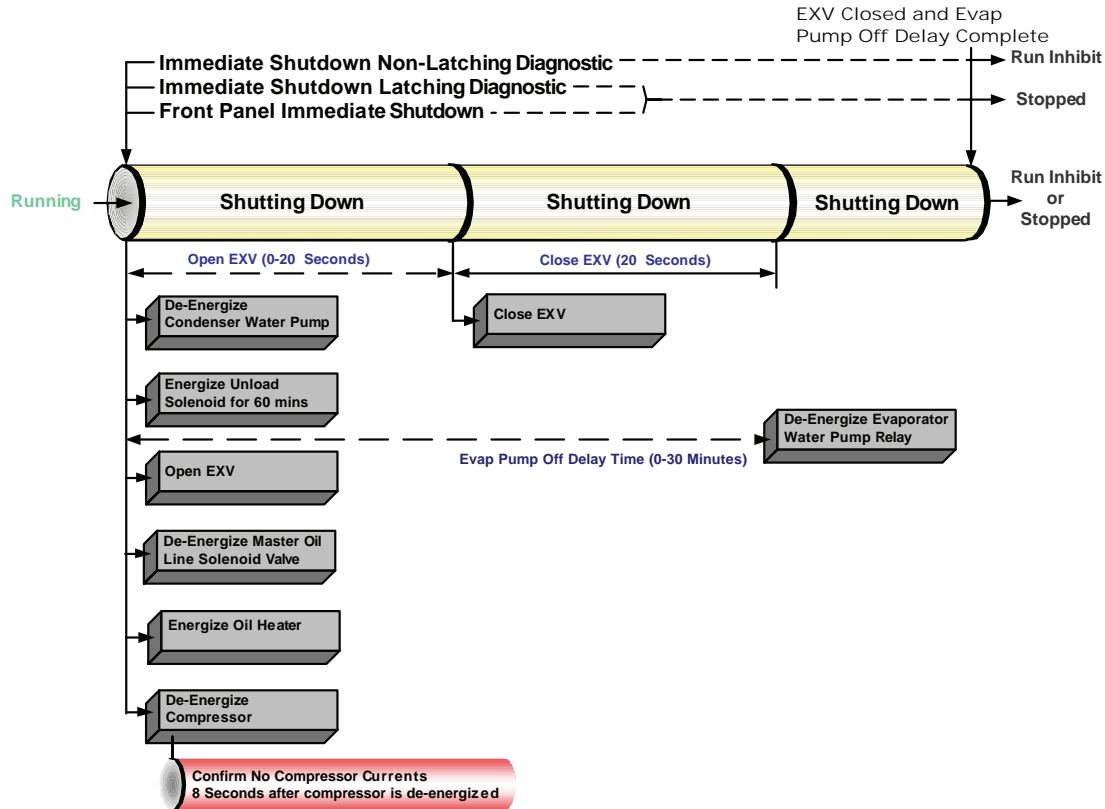 EXV Closed and Evap
Pump Off Delay Complete
Immediate Shutdown Non-Latching Diagnostic
Run Inhibit
Immediate Shutdown Latching Diagnostic
Stopped
Front Panel Immediate Shutdown
Running
Shutting Down
Shutting Down
Shutting Down
Run Inhibit
or
Stopped
Open EXV (0-20 Seconds)
Close EXV (20 Seconds)
De-Energize
Condenser Water Pump
Close EXV
Energize Unload
Solenoid for 60 mins
De-Energize Evaporator
Water Pump Relay
Evap Pump Off Delay Time (0-30 Minutes)
Open EXV
De-Energize Master Oil
Line Solenoid Valve
Energize Oil Heater
De-Energize
Compressor
Confirm No Compressor Currents
8 Seconds after compressor is de-energized